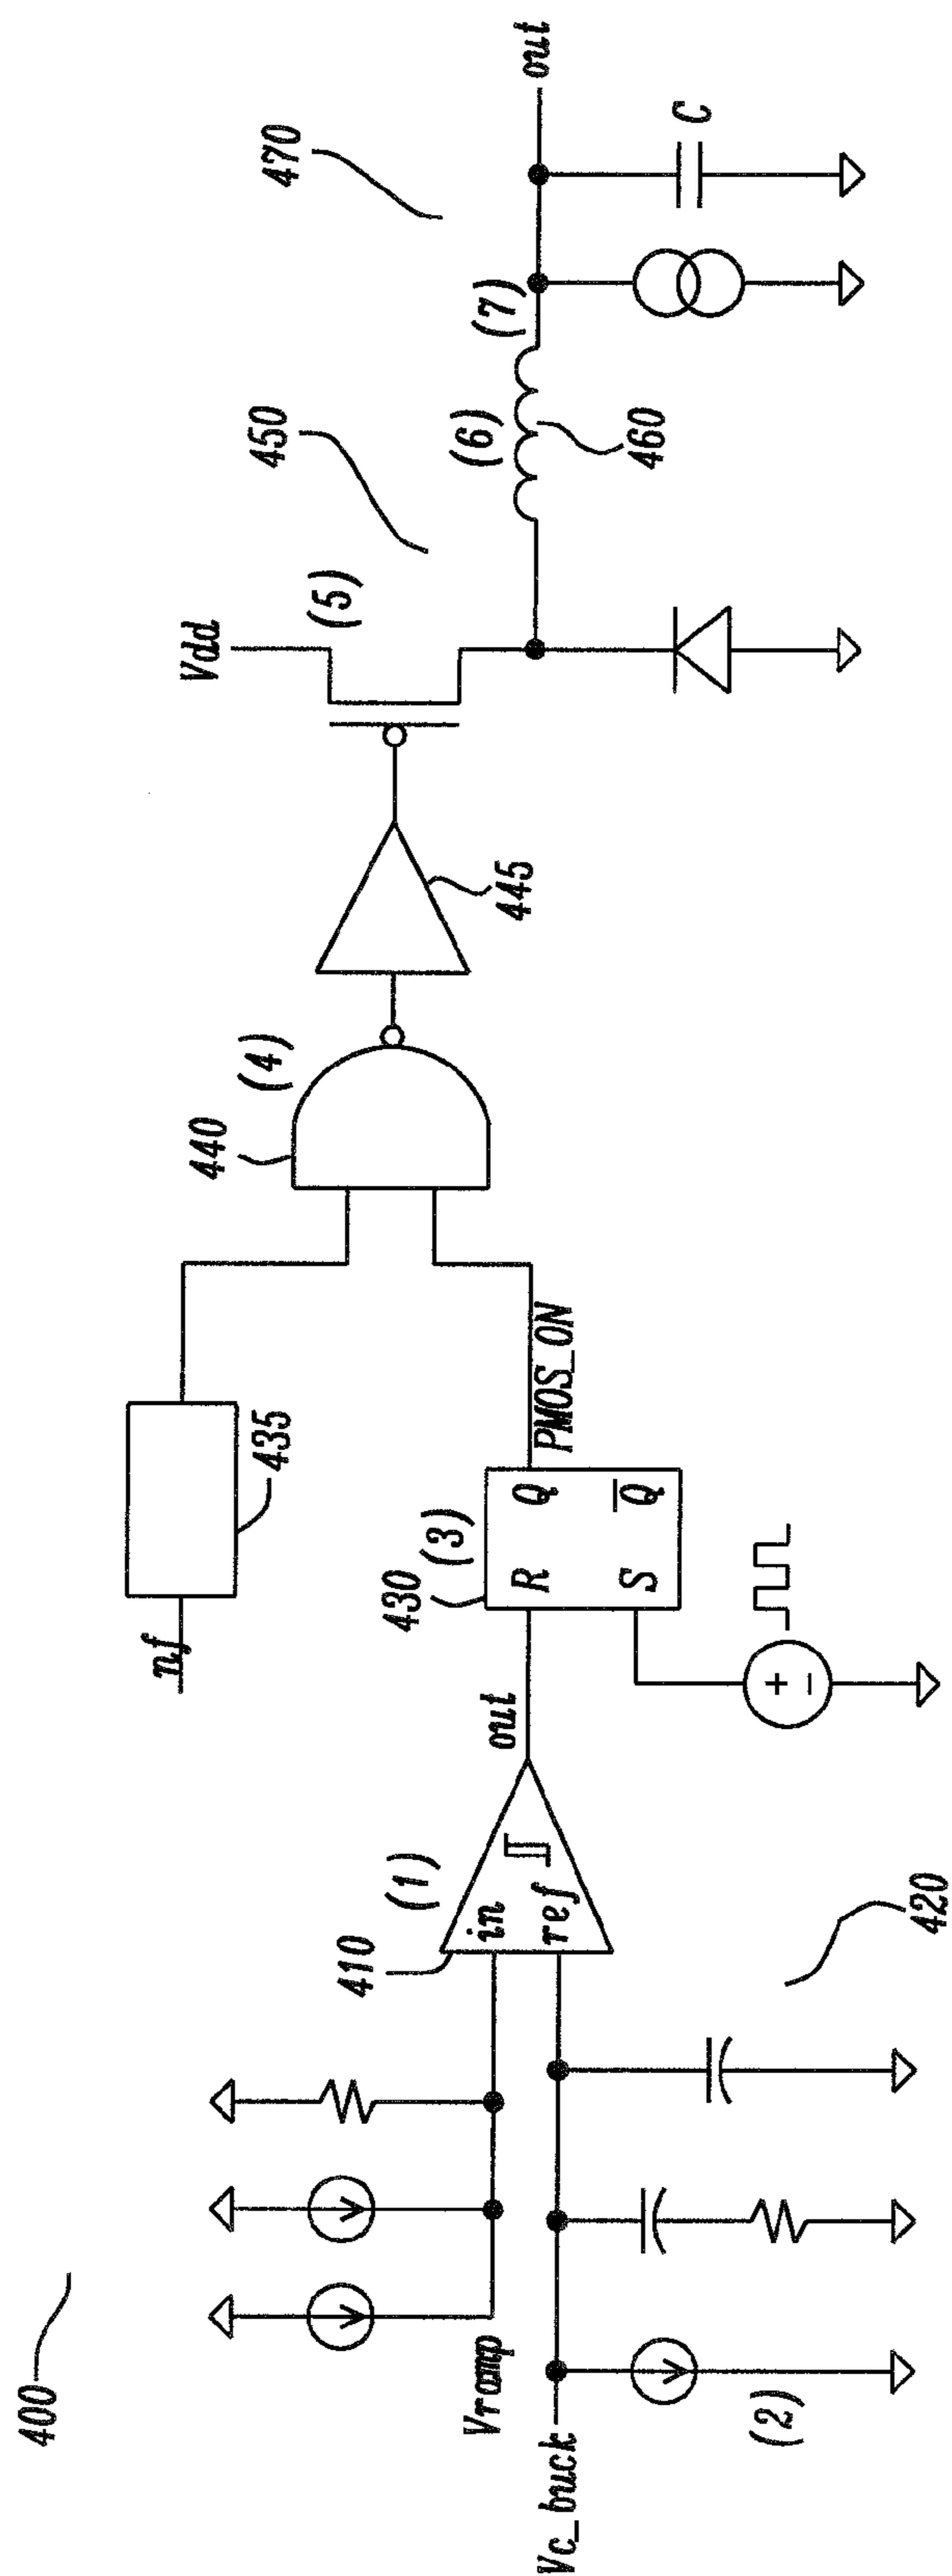 400
Vramp
Vc_buck
(2)
420
410
(1)
in
ref
out
430
(3)
R
Q
S
Q̅
+
−
PMOS_ON
nf
435
440
(4)
445
Vdd
(5)
450
(6)
460
(7)
470
C
out